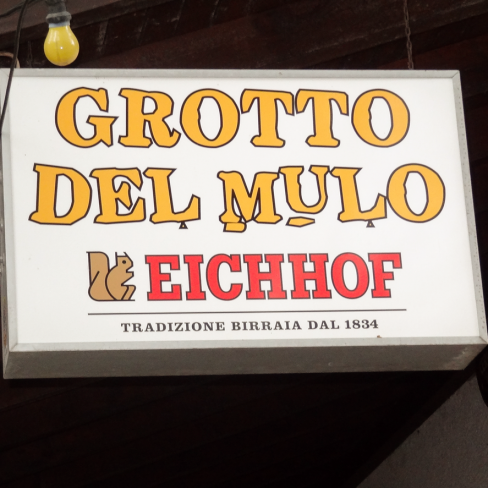 GROTTO
DEL MULO
EICHHOF
TRADIZIONE BIRRAIA DAL 1834